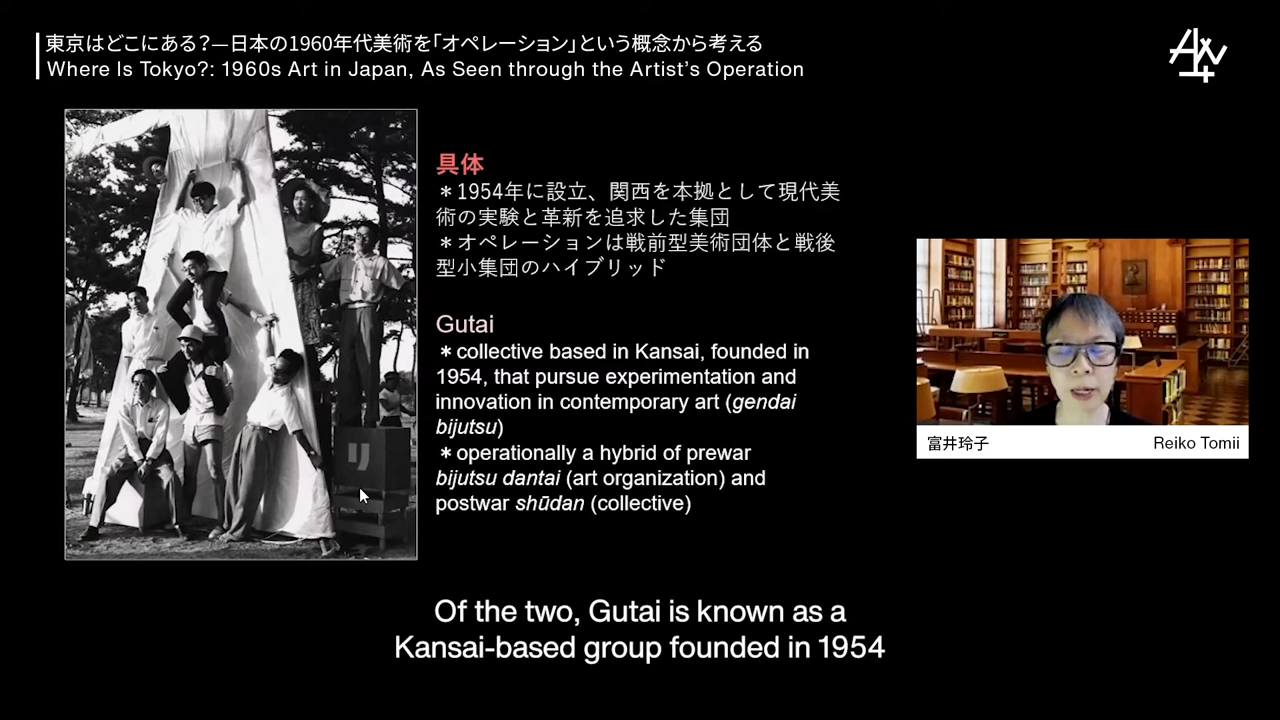 東京はどこにある?—日本の1960年代美術を「オペレーション」という概念から考える
Where Is Tokyo?: 1960s Art in Japan, As Seen through the Artist's Operation
具体
＊1954年に設立、関西を本拠として現代美
術の実験と革新を追求した集団
＊オペレーションは戦前型美術団体と戦後
型小集団のハイブリッド
Gutai
＊collective based in Kansai, founded in
1954, that pursue experimentation and
innovation in contemporary art (gendai
bijutsu)
＊operationally a hybrid of prewar
bijutsu dantai (art organization) and
postwar shūdan (collective)
富井玲子 Reiko Tomii
Of the two, Gutai is known as a
Kansai-based group founded in 1954